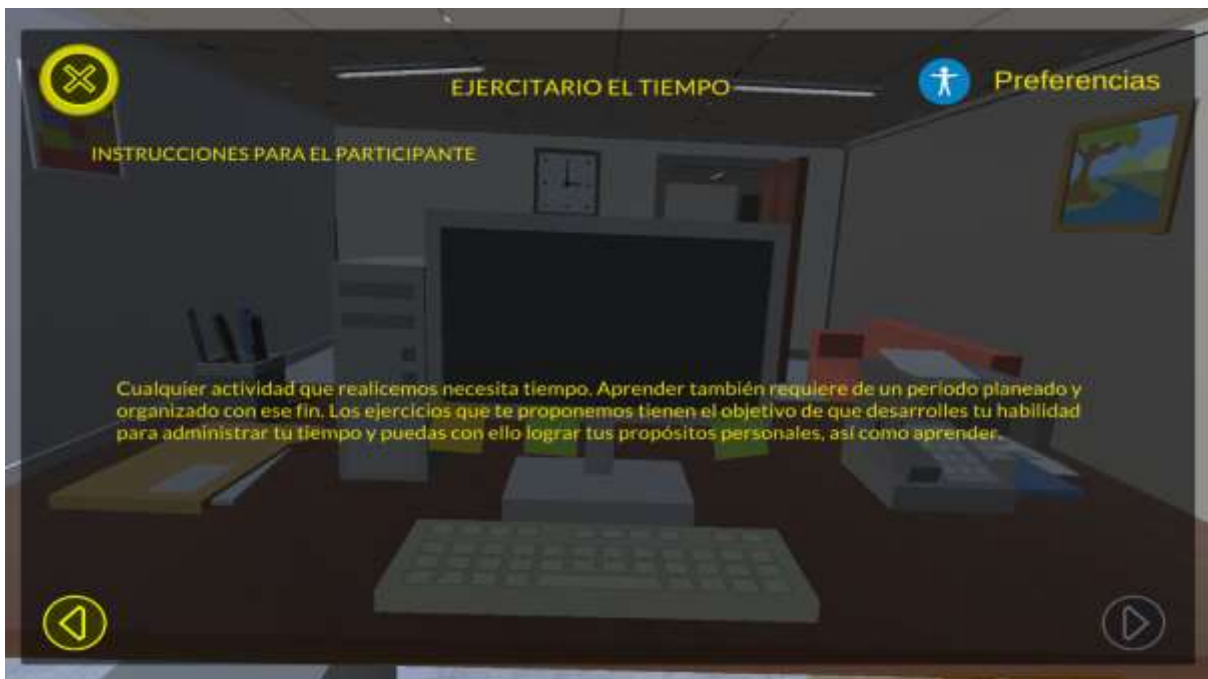 EJERCITARIO EL TIEMPO
Preferencias
INSTRUCCIONES PARA EL PARTICIPANTE
Cualquier actividad que realicemos necesita tiempo. Aprender también requiere de un periodo planeado y
organizado con ese fin. Los ejercicios que te proponemos tienen el objetivo de que desarrolles tu habilidad
para administrar tu tiempo y puedas con ello lograr tus propósitos personales, así como aprender.